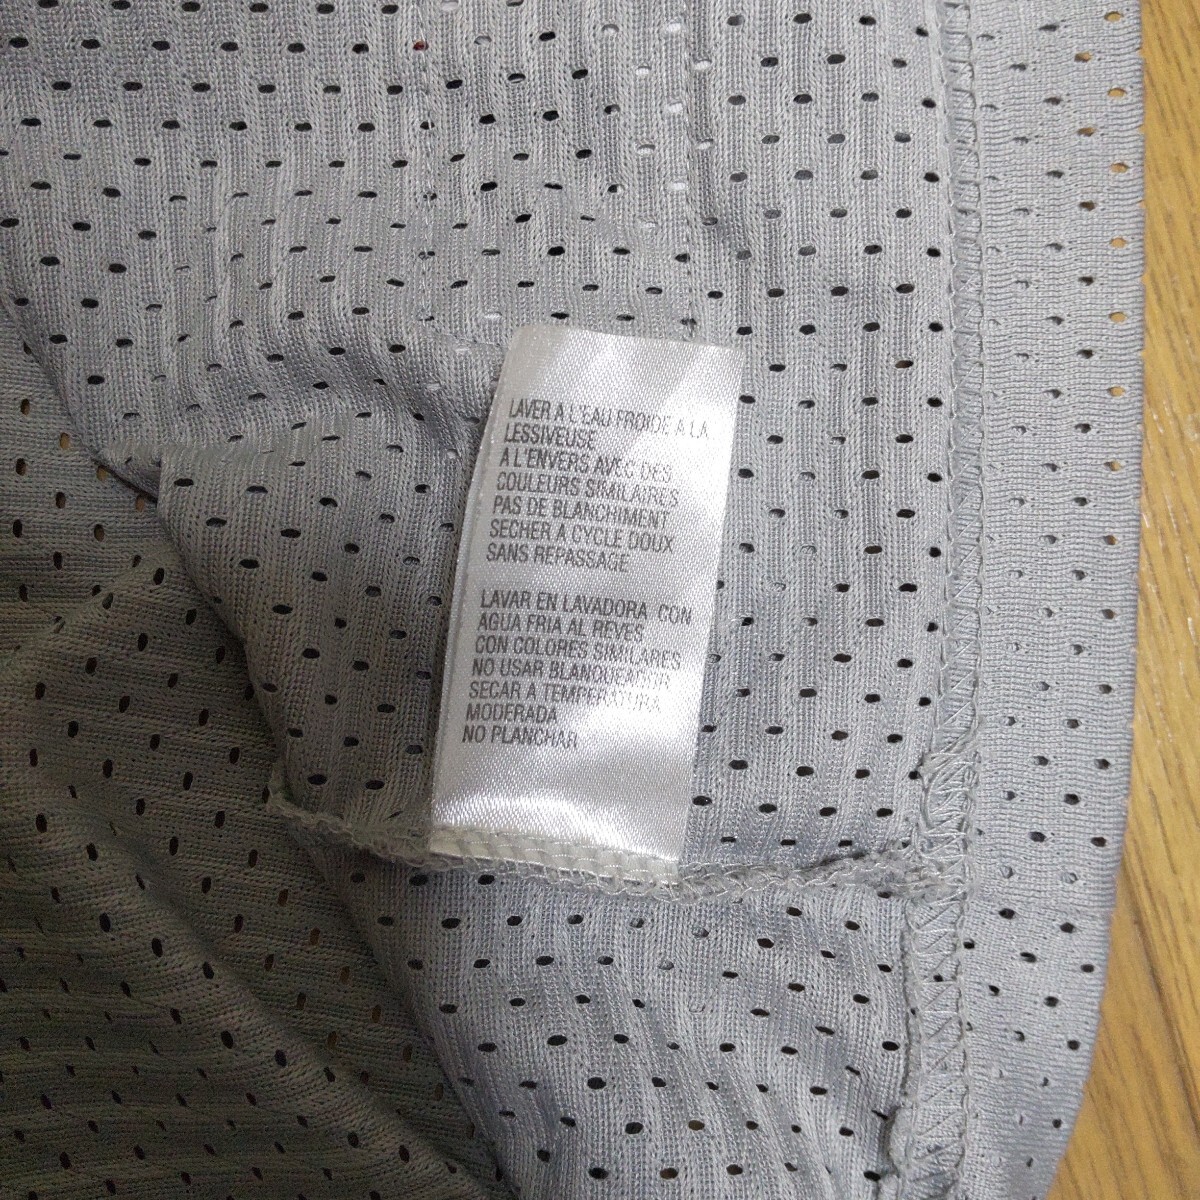 LAVER A L'EAU FROIDE A LA
LESSIVEUSE
A L'ENVERS AVEC DES
COULEURS SIMILAIRES
PAS DE BLANCHIMENT
SECHER A CYCLE DOUX
SANS REPASSAGE
LAVAR EN LAVADORA CON
AGUA FRIA AL REVES
CON COLORES SIMILARES
NO USAR BLANQUEADOR
SECAR A TEMPERATURA
MODERADA
NO PLANCHAR